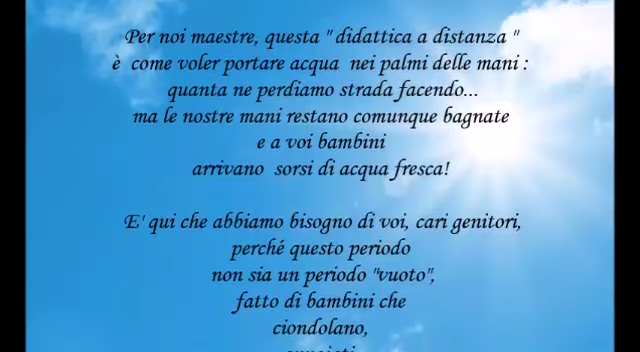 Per noi maestre, questa " didattica a distanza "
è come voler portare acqua nei palmi delle mani :
quanta ne perdiamo strada facendo...
ma le nostre mani restano comunque bagnate
e a voi bambini
arrivano sorsi di acqua fresca!
E' qui che abbiamo bisogno di voi, cari genitori,
perché questo periodo
non sia un periodo "vuoto",
fatto di bambini che
ciondolano,